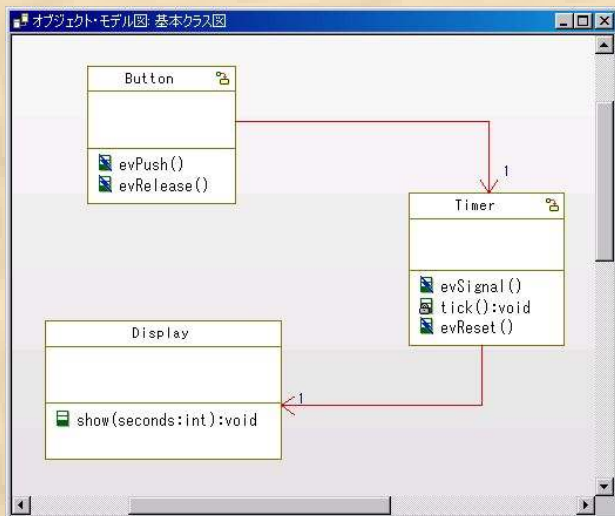 オブジェクト・モデル図: 基本クラス図
Button
evPush()
evRelease()
1
Timer
evSignal()
tick():void
evReset()
Display
show(seconds:int):void
1